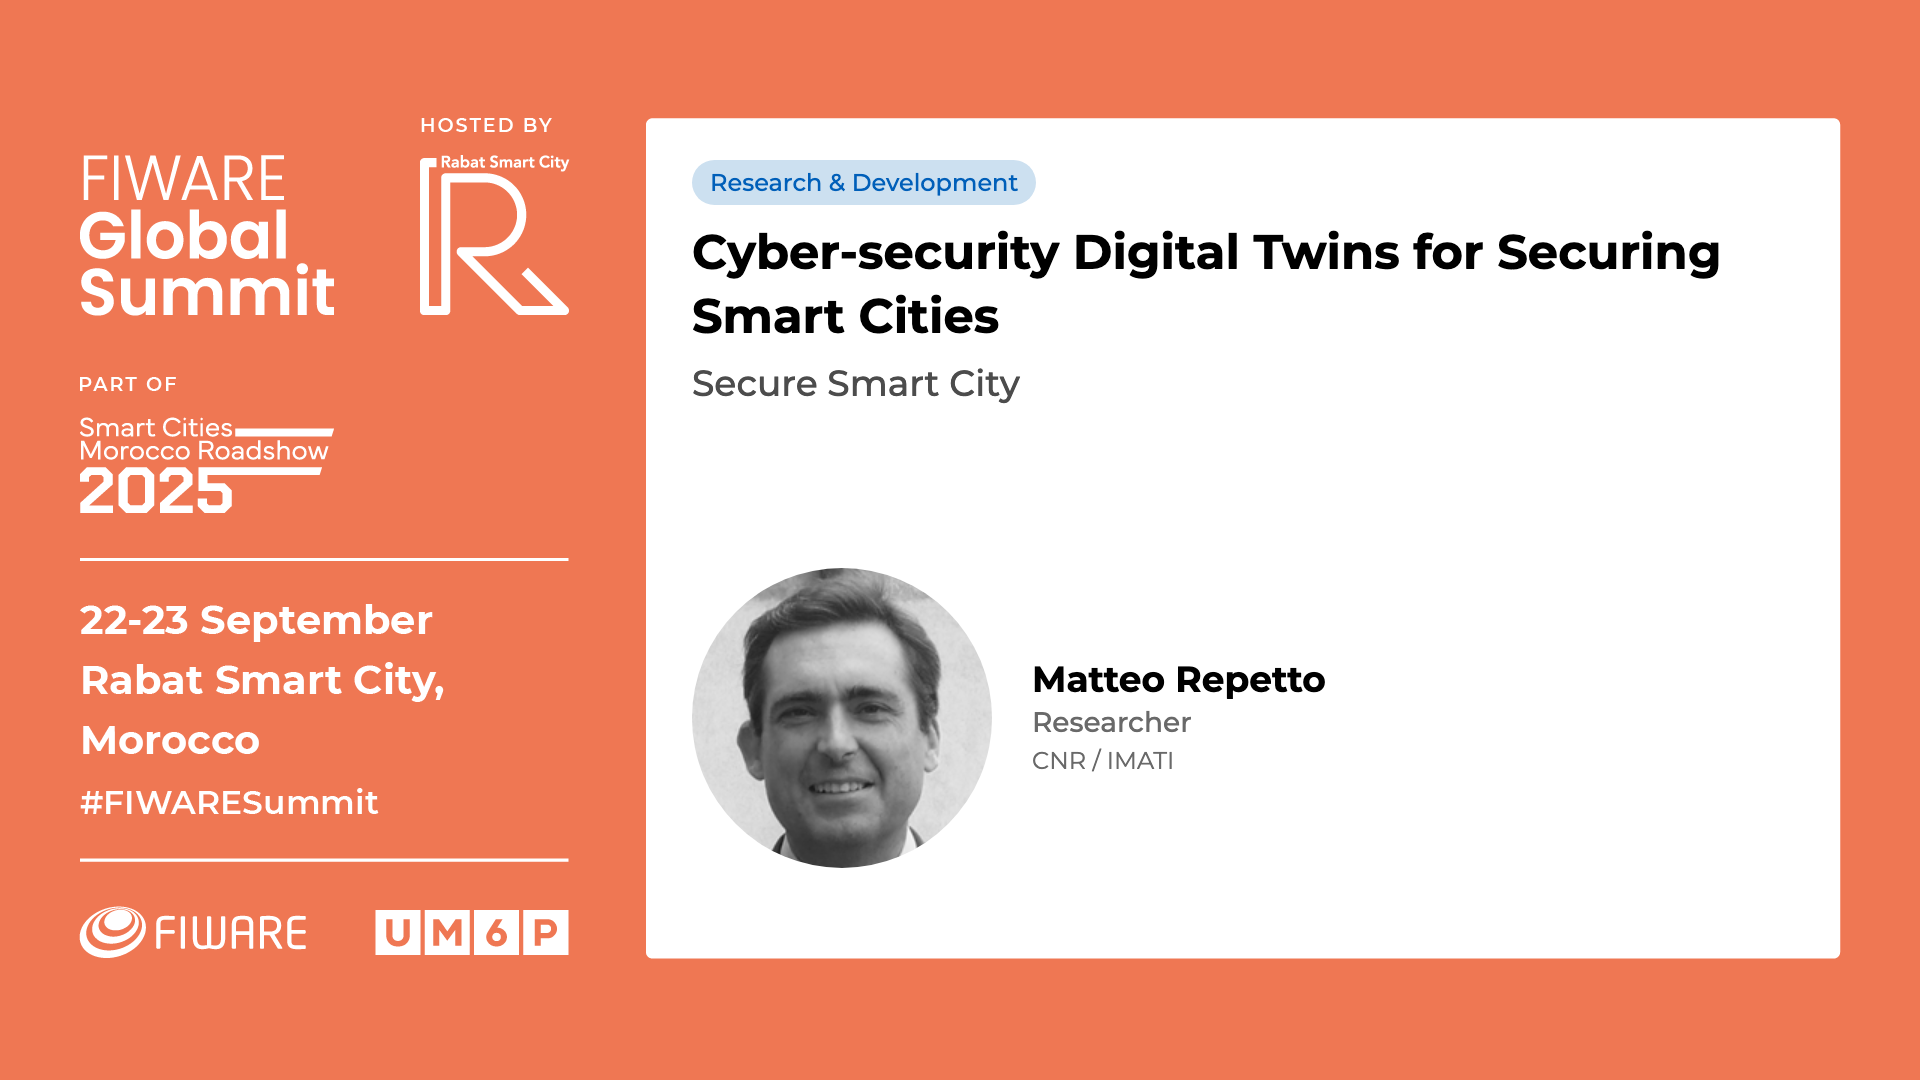 HOSTED BY
FIWARE
Global
Summit
Rabat Smart City
R
PART OF
Smart Cities
Morocco Roadshow
2025
22-23 September
Rabat Smart City,
Morocco
#FIWARESummit
FIWARE
UM6P
Research & Development
Cyber-security Digital Twins for Securing
Smart Cities
Secure Smart City
Matteo Repetto
Researcher
CNR / IMATI